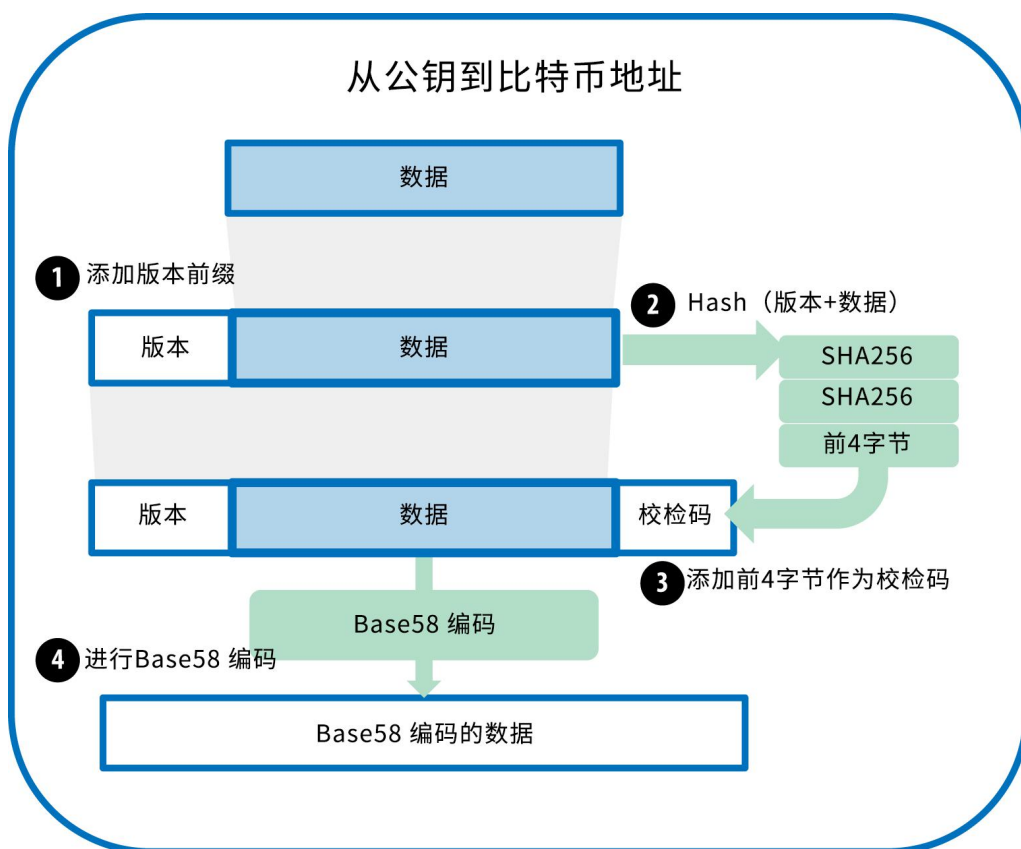 从公钥到比特币地址
数据
1 添加版本前缀
版本 数据
2 Hash（版本+数据）
SHA256
SHA256
前4字节
版本 数据 校检码
3 添加前4字节作为校检码
Base58 编码
4 进行Base58 编码
Base58 编码的数据